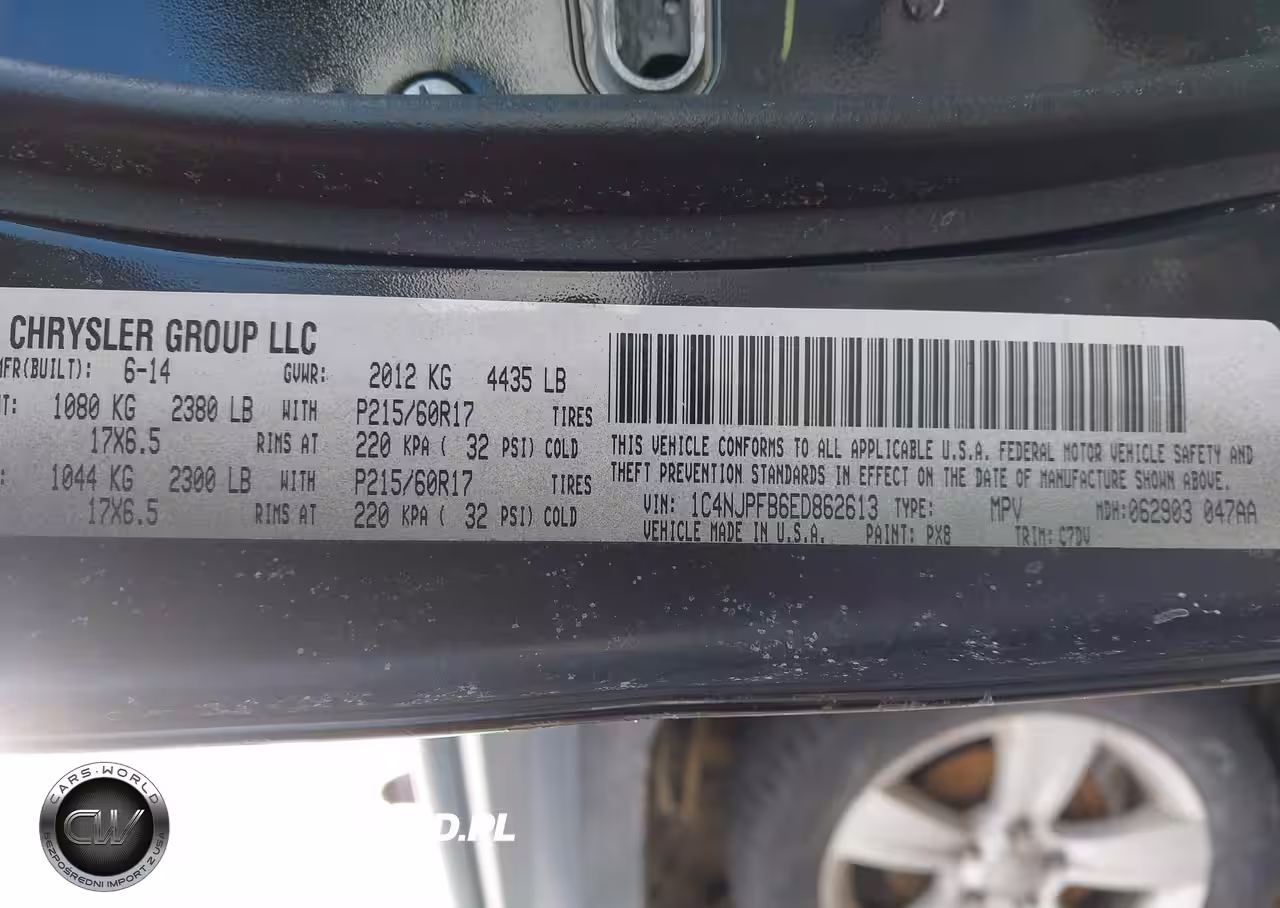 CHRYSLER GROUP LLC
MFR(BUILT): 6-14 GVWR: 2012 KG 4435 LB
T: 1080 KG 2380 LB WITH P215/60R17 TIRES
17X6.5 RIMS AT 220 KPA ( 32 PSI) COLD
: 1044 KG 2300 LB WITH P215/60R17 TIRES
17X6.5 RIMS AT 220 KPA ( 32 PSI) COLD
THIS VEHICLE CONFORMS TO ALL APPLICABLE U.S.A. FEDERAL MOTOR VEHICLE SAFETY AND
THEFT PREVENTION STANDARDS IN EFFECT ON THE DATE OF MANUFACTURE SHOWN ABOVE.
VIN: 1C4NJPFB6ED862613 TYPE: MPV MDH:062903 047AA
VEHICLE MADE IN U.S.A. PAINT: PX8 TRIM:
CARS·WORLD
CW
BEZPOŚREDNI IMPORT Z USA
D.PL